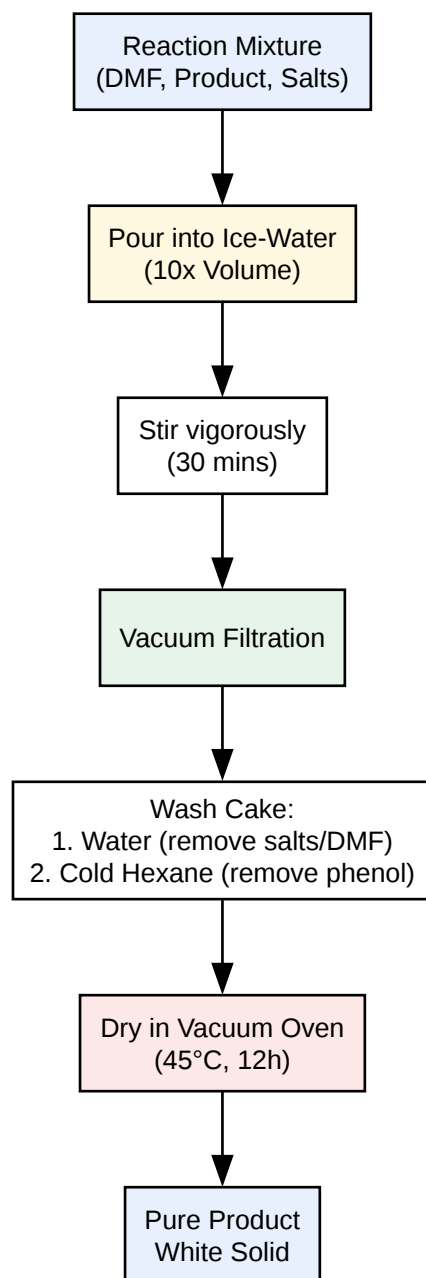 Reaction Mixture
(DMF, Product, Salts)
Pour into Ice-Water
(10x Volume)
Stir vigorously
(30 mins)
Vacuum Filtration
Wash Cake:
1. Water (remove salts/DMF)
2. Cold Hexane (remove phenol)
Dry in Vacuum Oven
(45°C, 12h)
Pure Product
White Solid